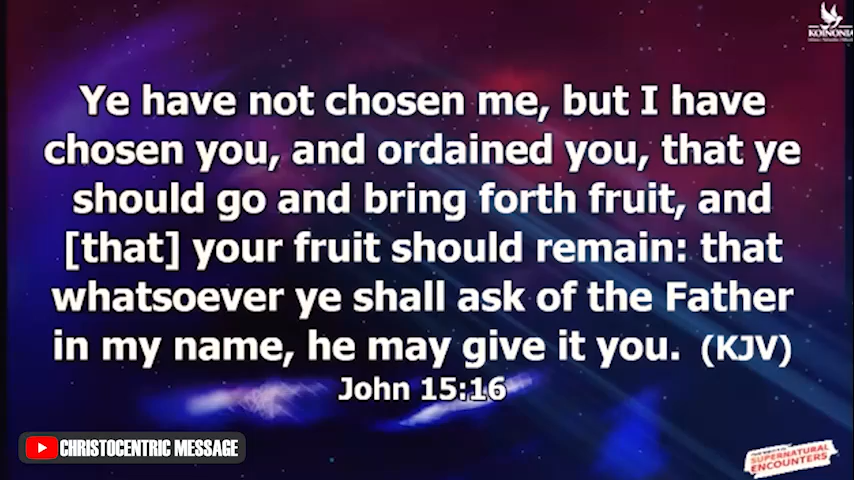 KOINONIA
Ye have not chosen me, but I have
chosen you, and ordained you, that ye
should go and bring forth fruit, and
[that] your fruit should remain: that
whatsoever ye shall ask of the Father
in my name, he may give it you. (KJV)
John 15:16
CHRISTOCENTRIC MESSAGE
SUPERNATURAL
ENCOUNTERS